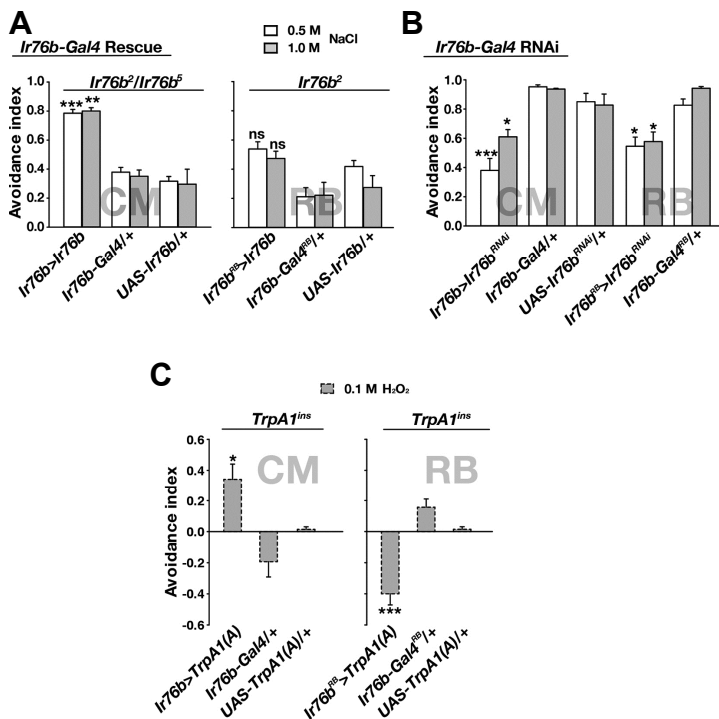 A
Ir76b-Gal4 Rescue
0.5 M
1.0 M
NaCl
Ir76b²/Ir76b⁵
Ir76b²
Avoidance index
1.0
0.8
0.6
0.4
0.2
0.0
*** **
ns ns
CM
RB
Ir76b>Ir76b
Ir76b-Gal4/+
UAS-Ir76b/+
Ir76bᴿᴮ>Ir76b
Ir76b-Gal4ᴿᴮ/+
UAS-Ir76b/+
B
Ir76b-Gal4 RNAi
Avoidance index
1.0
0.8
0.6
0.4
0.2
0.0
*** *
* *
CM
RB
Ir76b>Ir76bᴿᴺᴬⁱ
Ir76b-Gal4/+
UAS-Ir76bᴿᴺᴬⁱ/+
Ir76bᴿᴮ>Ir76bᴿᴺᴬⁱ
Ir76b-Gal4ᴿᴮ/+
C
0.1 M H₂O₂
TrpA1ⁱⁿˢ
TrpA1ⁱⁿˢ
Avoidance index
0.6
0.4
0.2
0.0
-0.2
-0.4
-0.6
*
***
CM
RB
Ir76b>TrpA1(A)
Ir76b-Gal4/+
UAS-TrpA1(A)/+
Ir76bᴿᴮ>TrpA1(A)
Ir76b-Gal4ᴿᴮ/+
UAS-TrpA1(A)/+